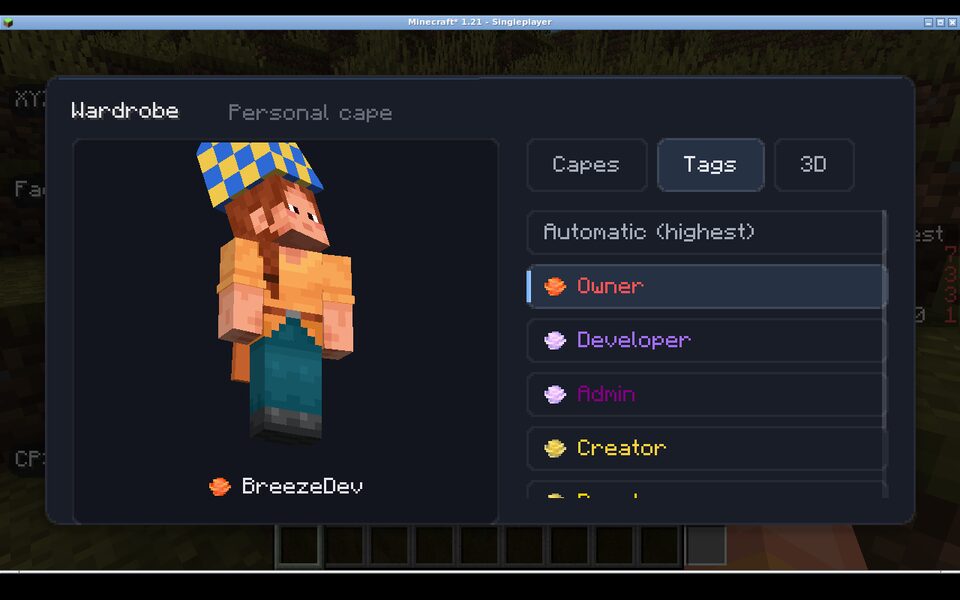 Minecraft* 1.21 - Singleplayer
Wardrobe
Personal cape
Capes
Tags
3D
Automatic (highest)
Owner
Developer
Admin
Creator
BreezeDev